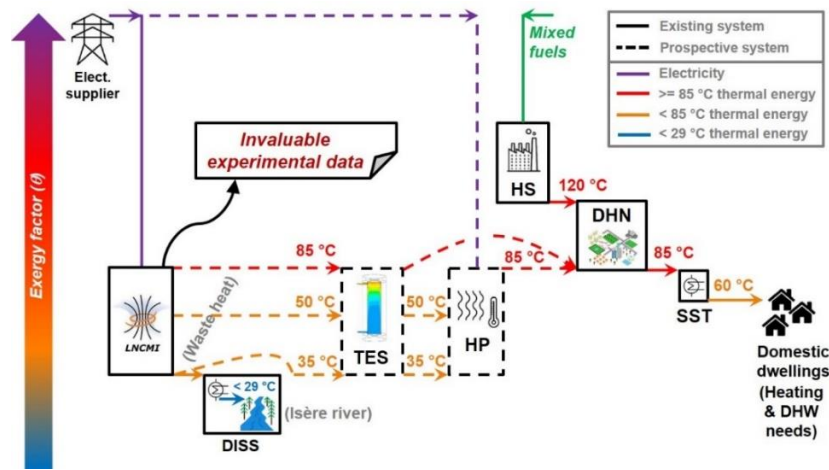 Exergy factor (θ)
Elect.
supplier
Mixed
fuels
Existing system
Prospective system
Electricity
>= 85 °C thermal energy
< 85 °C thermal energy
< 29 °C thermal energy
Invaluable
experimental data
HS
120 °C
DHN
85 °C
85 °C
85 °C
60 °C
SST
LNCMI
(Waste heat)
50 °C
50 °C
TES
HP
35 °C
35 °C
< 29 °C
(Isère river)
DISS
Domestic
dwellings
(Heating
& DHW
needs)